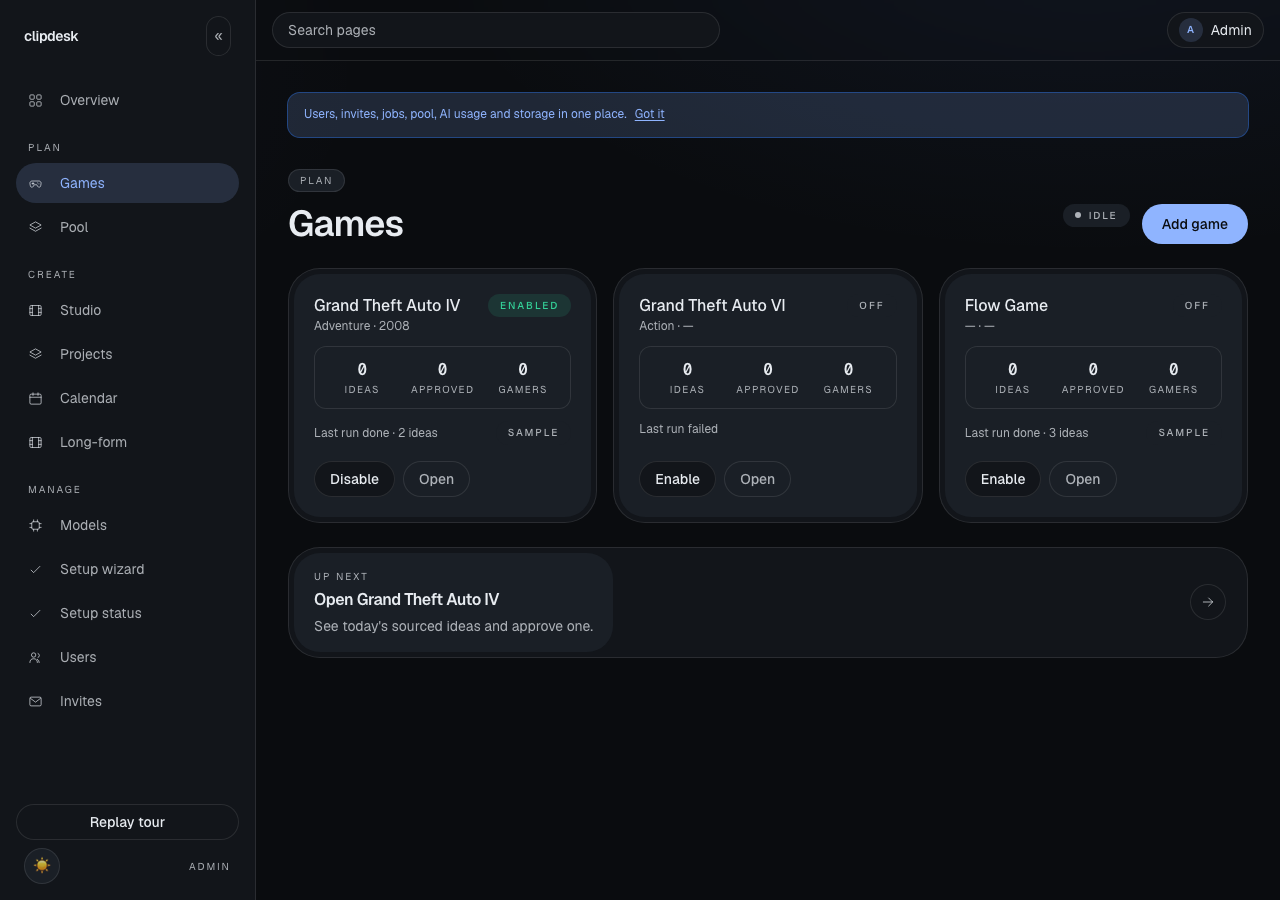 clipdesk
«
Overview
PLAN
Games
Pool
CREATE
Studio
Projects
Calendar
Long-form
MANAGE
Models
Setup wizard
Setup status
Users
Invites
Replay tour
ADMIN
Search pages
A Admin
Users, invites, jobs, pool, AI usage and storage in one place. Got it
PLAN
Games
IDLE
Add game
Grand Theft Auto IV ENABLED
Adventure · 2008
0 0 0
IDEAS APPROVED GAMERS
Last run done · 2 ideas SAMPLE
Disable Open
Grand Theft Auto VI OFF
Action · —
0 0 0
IDEAS APPROVED GAMERS
Last run failed
Enable Open
Flow Game OFF
— · —
0 0 0
IDEAS APPROVED GAMERS
Last run done · 3 ideas SAMPLE
Enable Open
UP NEXT
Open Grand Theft Auto IV
See today's sourced ideas and approve one.